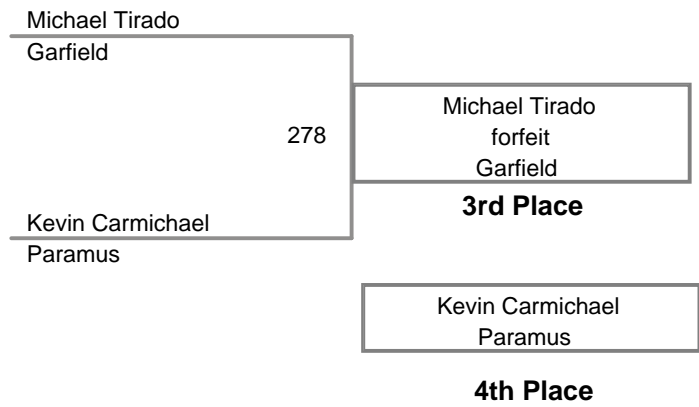 Michael Tirado
Garfield
278
Michael Tirado
forfeit
Garfield
3rd Place
Kevin Carmichael
Paramus
Kevin Carmichael
Paramus
4th Place